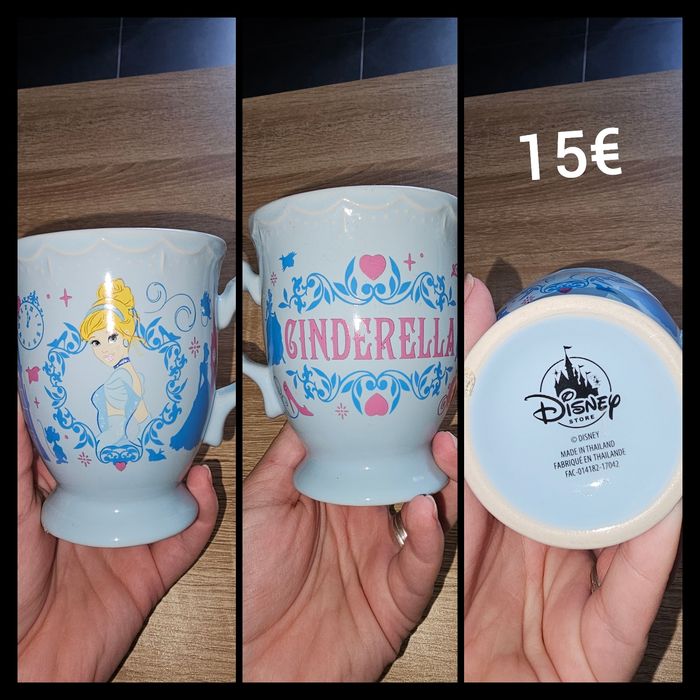 CINDERELLA
15€
Disney
STORE
© DISNEY
MADE IN THAILAND
FABRIQUÉ EN THAÏLANDE
FAC-014182-17042